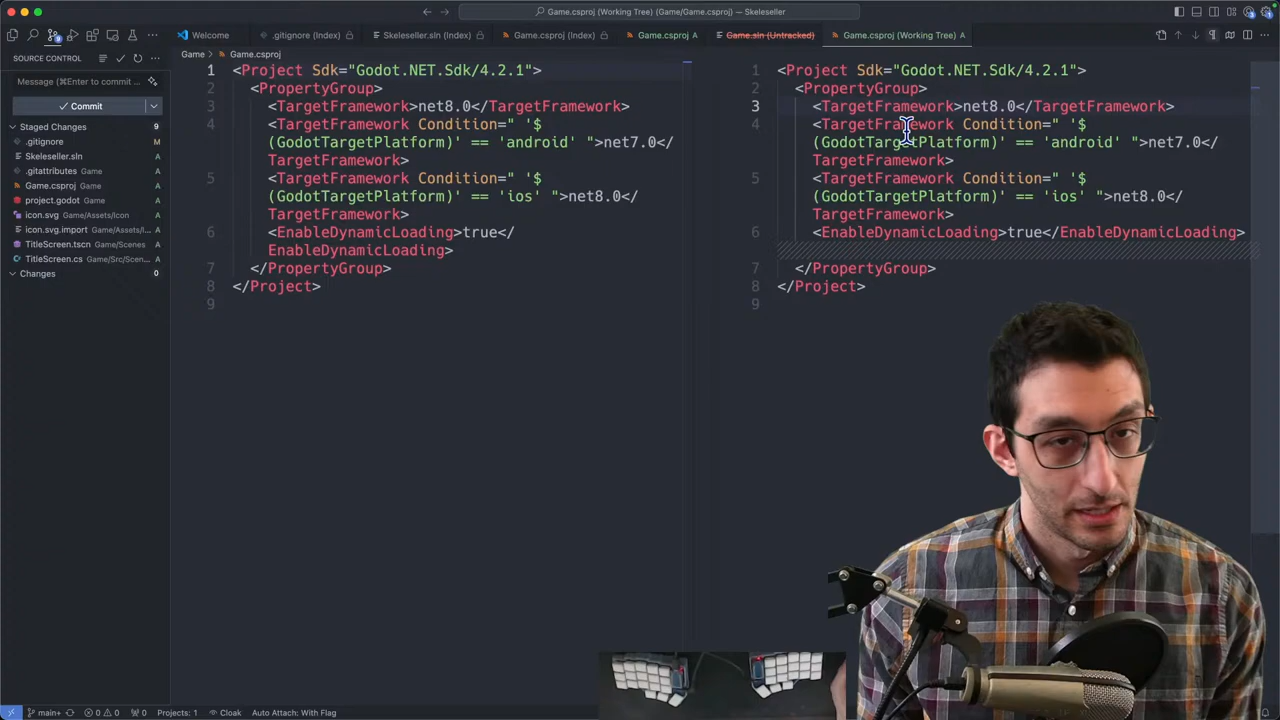 Game.csproj (Working Tree) (Game/Game.csproj) — Skeleseller
Welcome
.gitignore (Index)
Skeleseller.sln (Index)
Game.csproj (Index)
Game.csproj A
Game.sln (Untracked)
Game.csproj (Working Tree) A
SOURCE CONTROL
Message (⌘Enter to commit ...
Commit
Staged Changes 9
.gitignore M
Skeleseller.sln A
.gitattributes A
Game.csproj Game A
project.godot Game A
icon.svg Game/Assets/Icon A
icon.svg.import Game/Assets/I... A
TitleScreen.tscn Game/Scenes A
TitleScreen.cs Game/Src/Scen... A
Changes 0
Game > Game.csproj
1 <Project Sdk="Godot.NET.Sdk/4.2.1">
2 <PropertyGroup>
3 <TargetFramework>net8.0</TargetFramework>
4 <TargetFramework Condition=" '$
(GodotTargetPlatform)' == 'android' ">net7.0</
TargetFramework>
5 <TargetFramework Condition=" '$
(GodotTargetPlatform)' == 'ios' ">net8.0</
TargetFramework>
6 <EnableDynamicLoading>true</
EnableDynamicLoading>
7 </PropertyGroup>
8 </Project>
9
1 <Project Sdk="Godot.NET.Sdk/4.2.1">
2 <PropertyGroup>
3 <TargetFramework>net8.0</TargetFramework>
4 <TargetFramework Condition=" '$
(GodotTargetPlatform)' == 'android' ">net7.0</
TargetFramework>
5 <TargetFramework Condition=" '$
(GodotTargetPlatform)' == 'ios' ">net8.0</
TargetFramework>
6 <EnableDynamicLoading>true</EnableDynamicLoading>
7 </PropertyGroup>
8 </Project>
9
main+ 0 0 0 Projects: 1 Cloak Auto Attach: With Flag